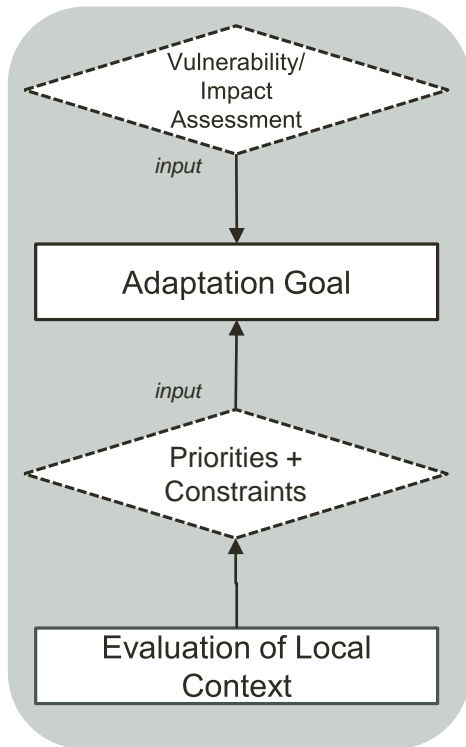 Vulnerability/
Impact
Assessment
input
Adaptation Goal
input
Priorities +
Constraints
Evaluation of Local
Context